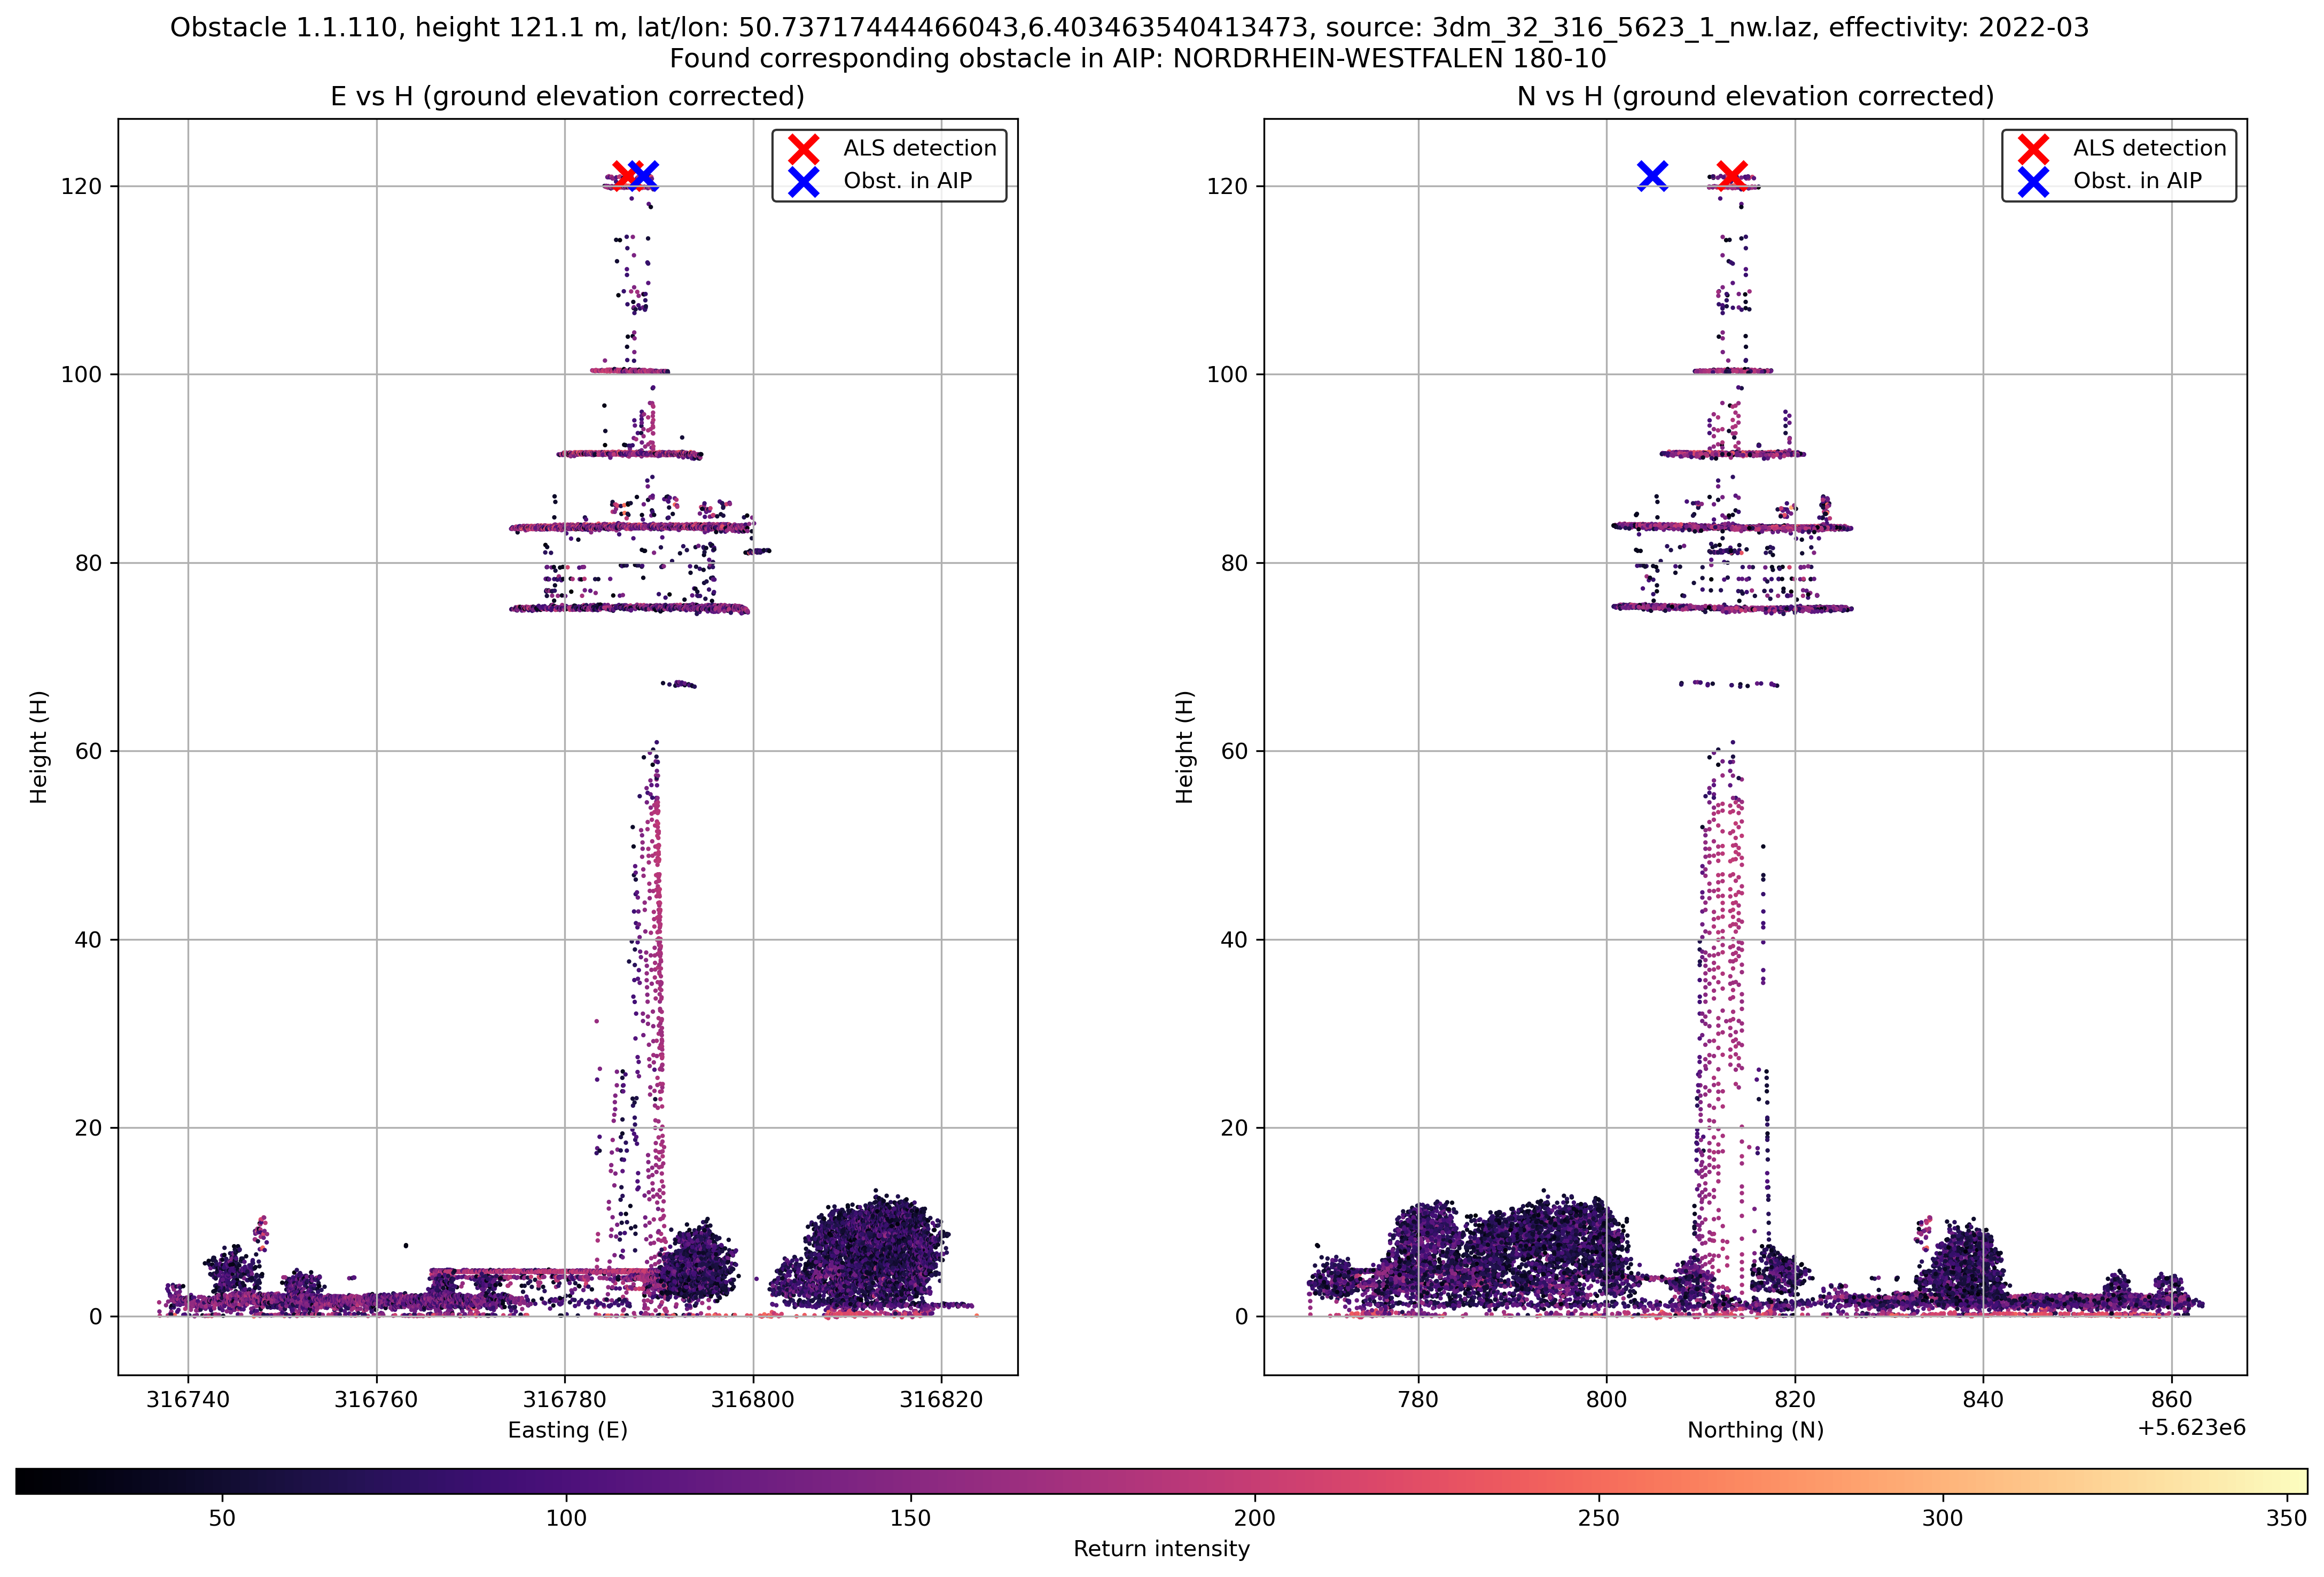 Obstacle 1.1.110, height 121.1 m, lat/lon: 50.73717444466043,6.403463540413473, source: 3dm_32_316_5623_1_nw.laz, effectivity: 2022-03
Found corresponding obstacle in AIP: NORDRHEIN-WESTFALEN 180-10
E vs H (ground elevation corrected)
ALS detection
Obst. in AIP
120
100
80
60
40
20
0
Height (H)
316740 316760 316780 316800 316820
Easting (E)
N vs H (ground elevation corrected)
ALS detection
Obst. in AIP
120
100
80
60
40
20
0
Height (H)
780 800 820 840 860
+5.623e6
Northing (N)
50 100 150 200 250 300 350
Return intensity